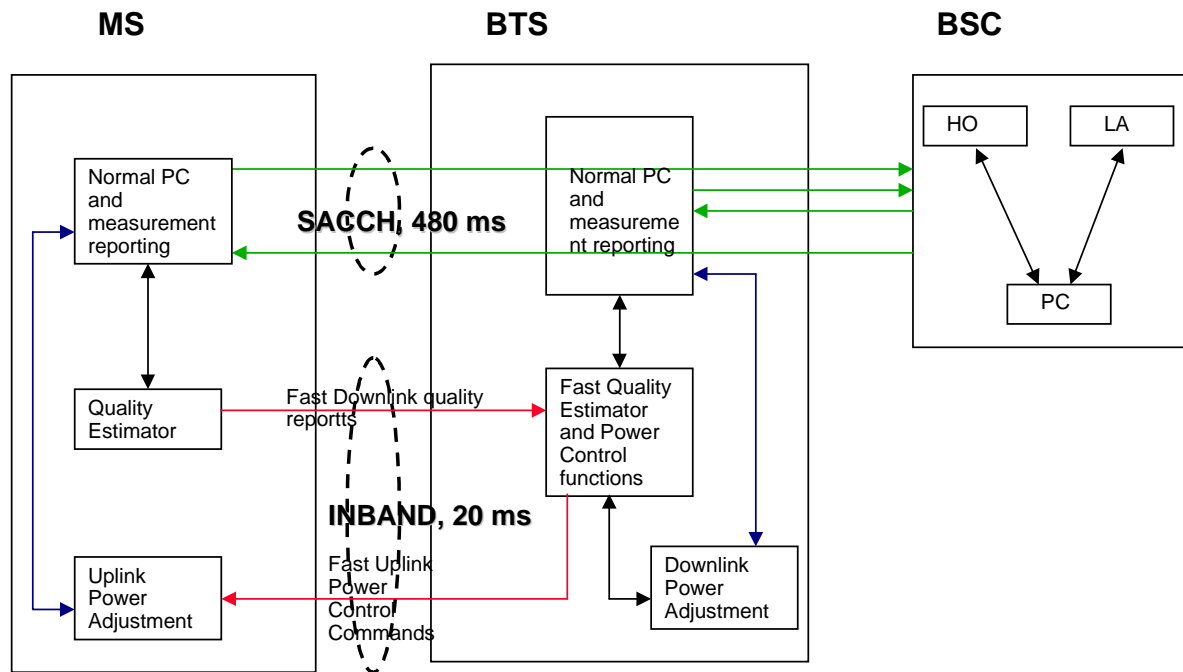 MS
BTS
BSC
HO
LA
Normal PC
and
measurement
reporting
Normal PC
and
measureme
nt reporting
SACCH, 480 ms
PC
Quality
Estimator
Fast Downlink quality
reportts
Fast Quality
Estimator
and Power
Control
functions
INBAND, 20 ms
Uplink
Power
Adjustment
Fast Uplink
Power
Control
Commands
Downlink
Power
Adjustment